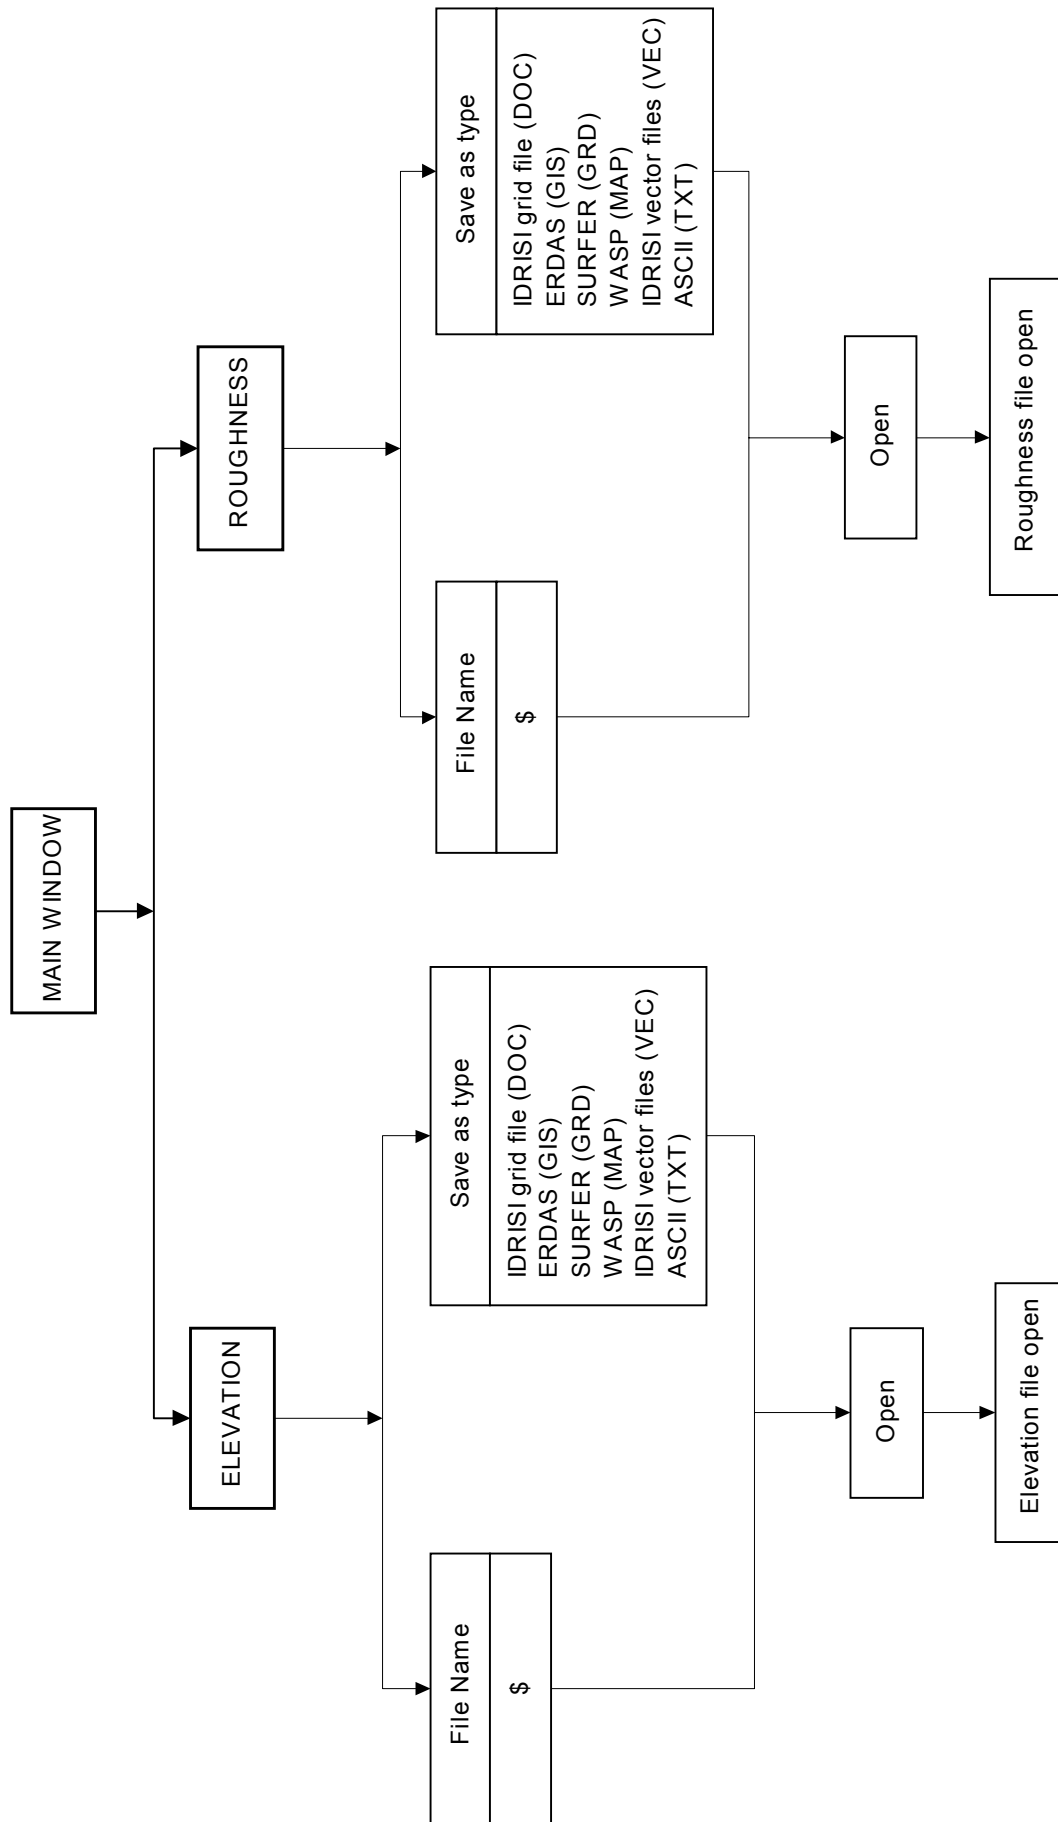 MAIN WINDOW
ELEVATION
ROUGHNESS
File Name
$
Save as type
IDRISI grid file (DOC)
ERDAS (GIS)
SURFER (GRD)
WASP (MAP)
IDRISI vector files (VEC)
ASCII (TXT)
File Name
$
Save as type
IDRISI grid file (DOC)
ERDAS (GIS)
SURFER (GRD)
WASP (MAP)
IDRISI vector files (VEC)
ASCII (TXT)
Open
Open
Elevation file open
Roughness file open